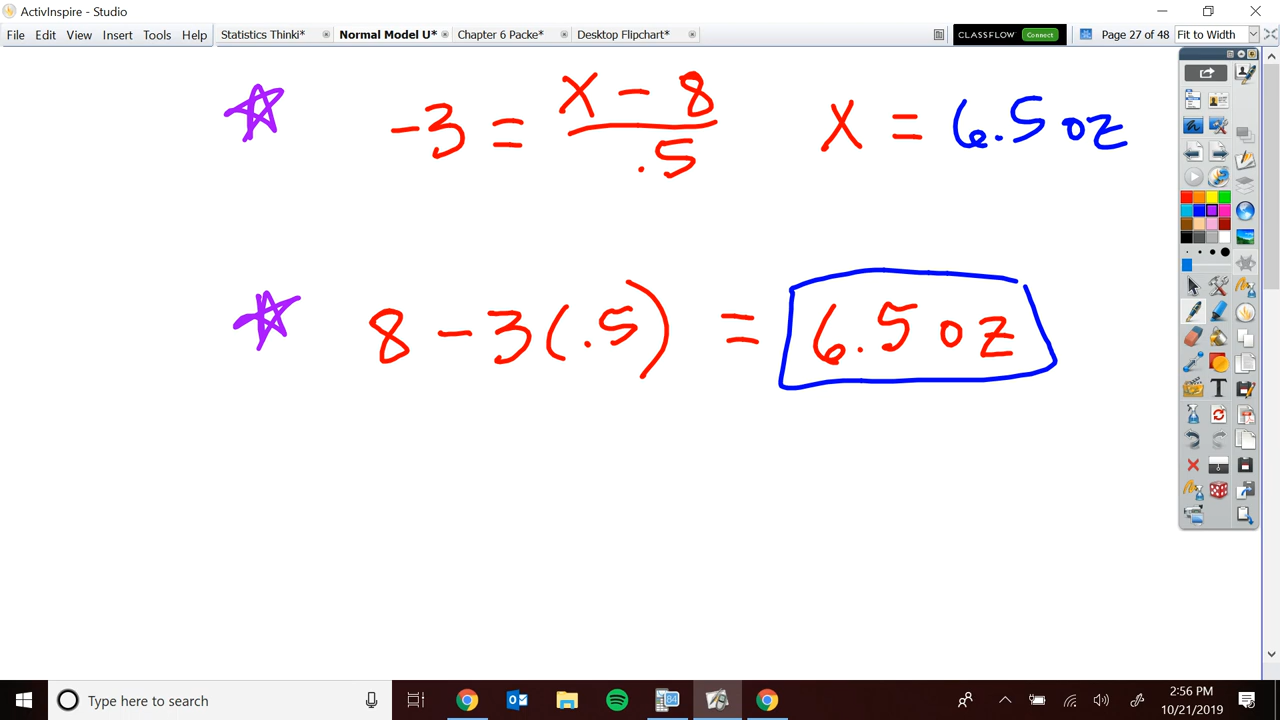 ActivInspire - Studio
File Edit View Insert Tools Help Statistics Thinki* Normal Model U* Chapter 6 Packe* Desktop Flipchart* CLASSFLOW Connect Page 27 of 48 Fit to Width
-3 = x - 8 / .5 x = 6.5 oz
8 - 3(.5) = 6.5 oz
Type here to search
2:56 PM
10/21/2019